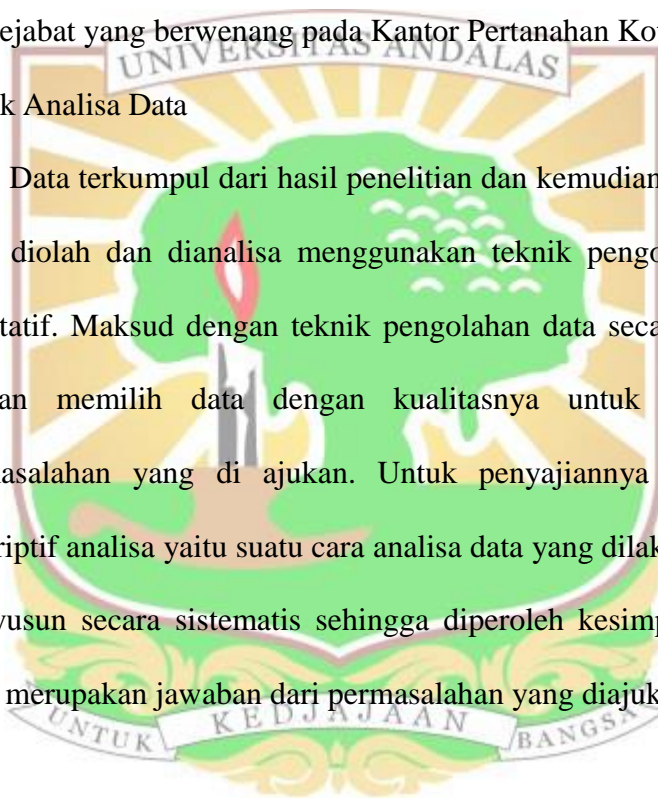 ejabat yang berwenang pada Kantor Pertanahan Ko
UNIVERSITAS ANDALAS
k Analisa Data
Data terkumpul dari hasil penelitian dan kemudian
diolah dan dianalisa menggunakan teknik pengo
tatif. Maksud dengan teknik pengolahan data seca
an memilih data dengan kualitasnya untuk
asalahan yang di ajukan. Untuk penyajiannya
riptif analisa yaitu suatu cara analisa data yang dilak
yusun secara sistematis sehingga diperoleh kesimp
merupakan jawaban dari permasalahan yang diajuk
UNTUK KEDJAJAAN BANGSA